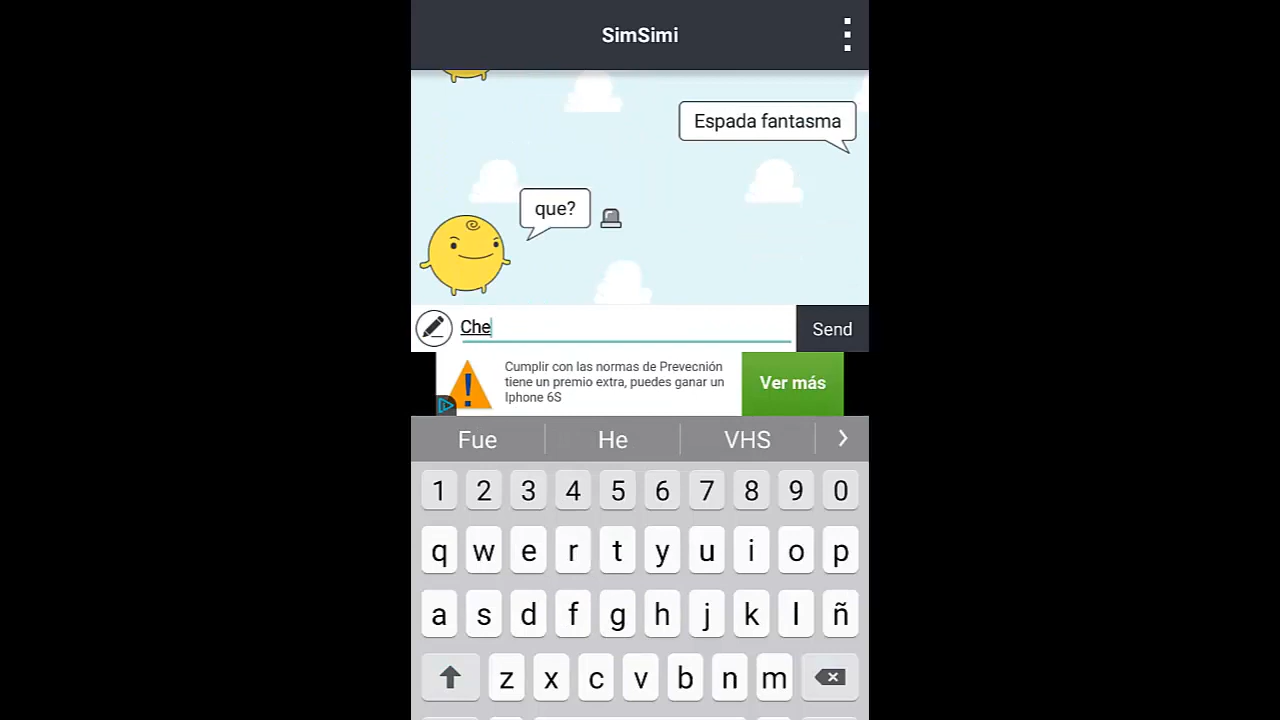 SimSimi
Espada fantasma
que?
Che
Send
Cumplir con las normas de Prevecnión
tiene un premio extra, puedes ganar un
Iphone 6S
Ver más
Fue He VHS
1 2 3 4 5 6 7 8 9 0
q w e r t y u i o p
a s d f g h j k l ñ
z x c v b n m